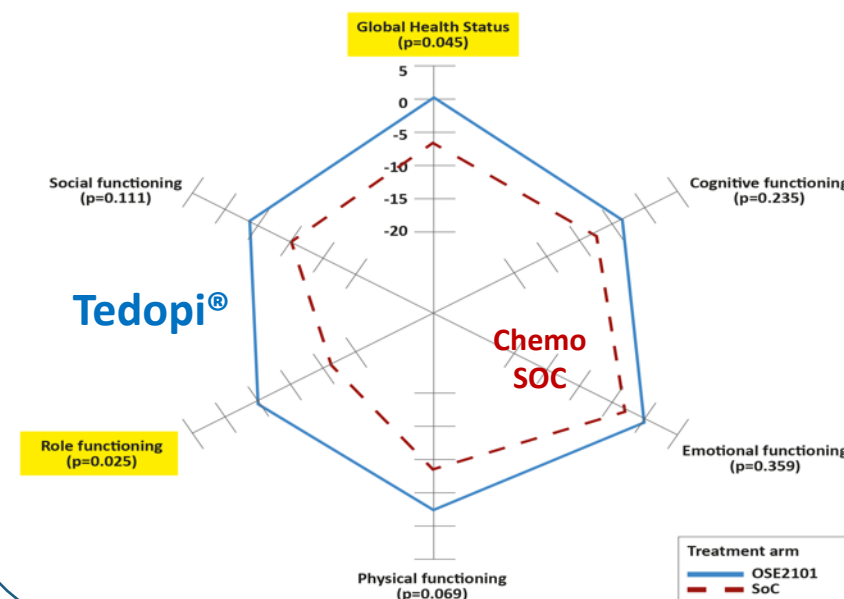 Global Health Status
(p=0.045)
5
0
-5
-10
-15
-20
Social functioning
(p=0.111)
Cognitive functioning
(p=0.235)
Tedopi®
Chemo
SOC
Role functioning
(p=0.025)
Emotional functioning
(p=0.359)
Physical functioning
(p=0.069)
Treatment arm
OSE2101
SoC